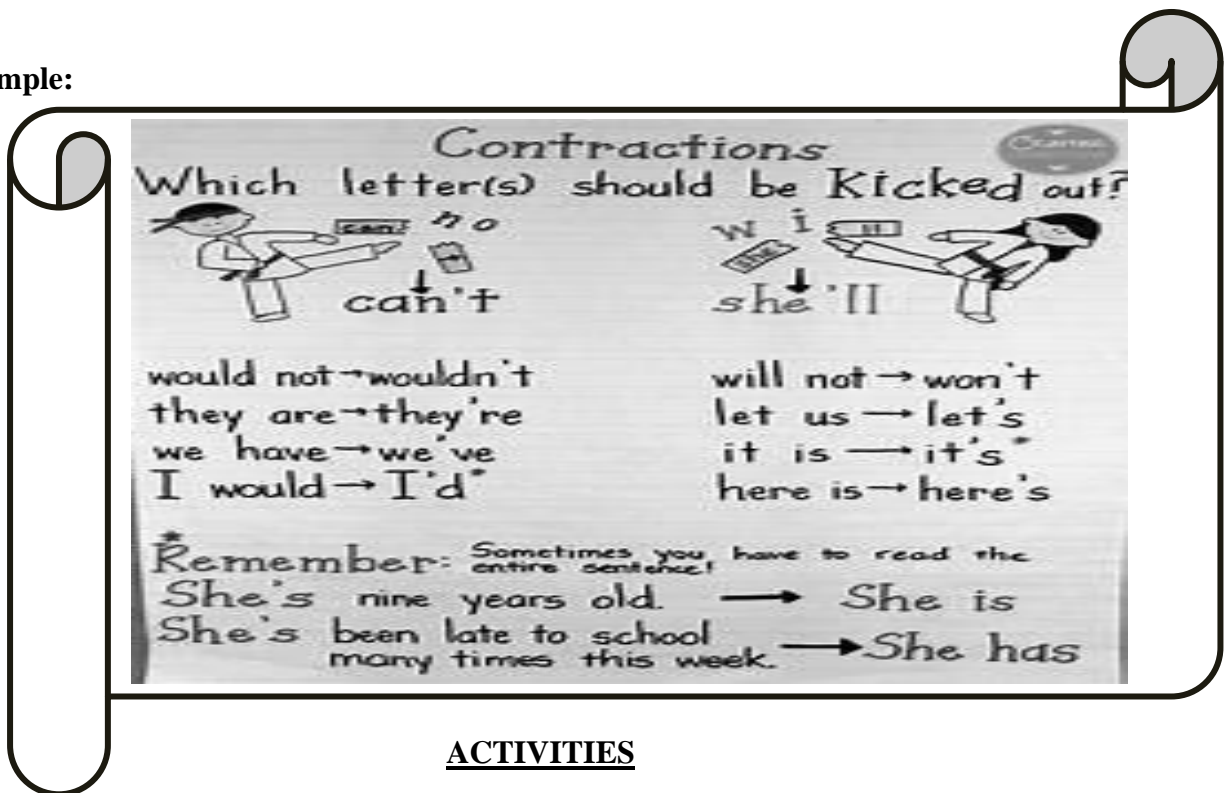 mple:
Contractions
Which letter(s) should be Kicked out?
can n o
w i ll
she
can't she'll
would not→wouldn't will not→won't
they are→they're let us→let's
we have→we've it is→it's*
I would→I'd* here is→here's
*Remember: Sometimes you have to read the
entire sentence!
She's nine years old. → She is
She's been late to school
many times this week. → She has
ACTIVITIES